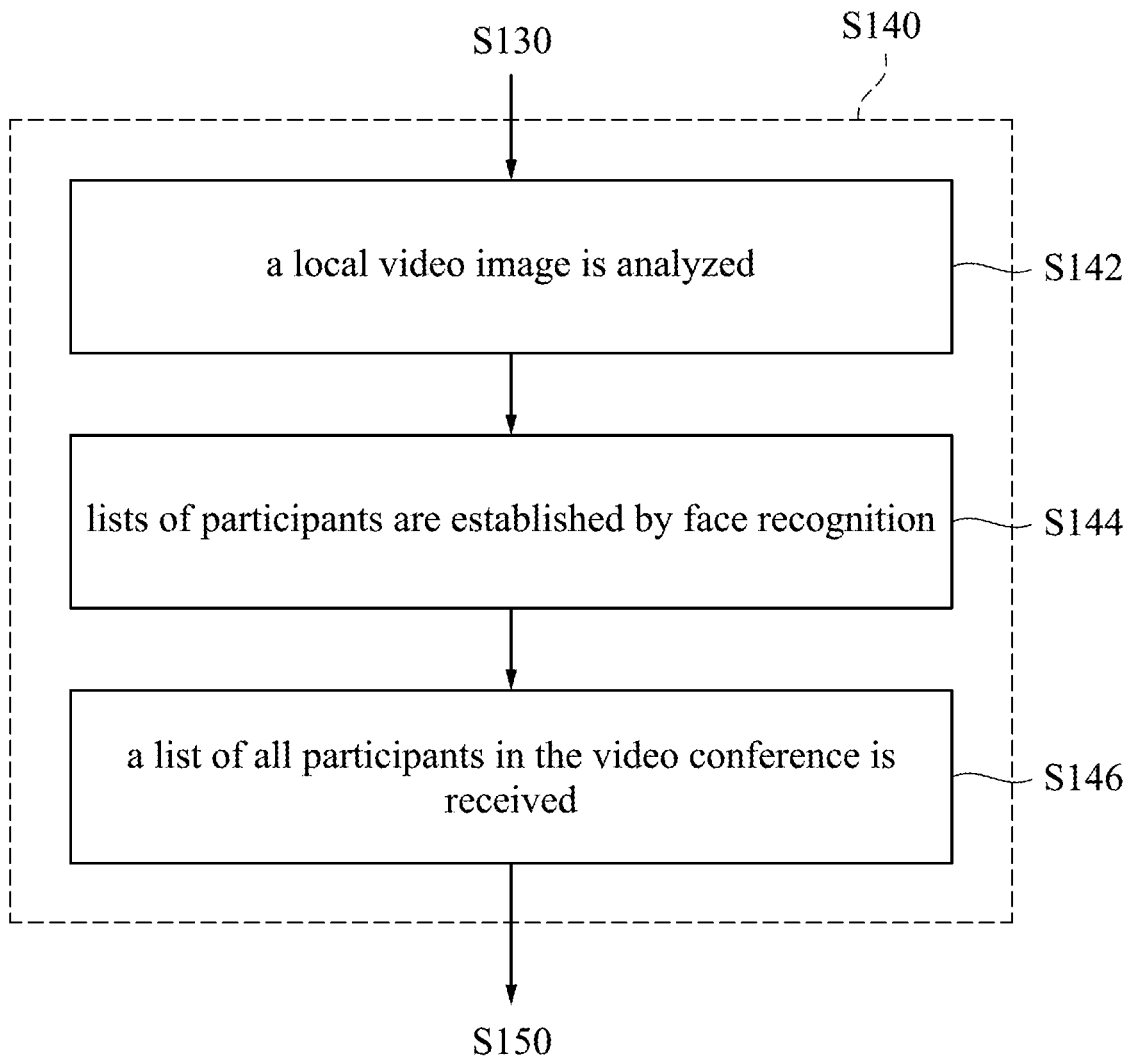 S130
S140
a local video image is analyzed
S142
lists of participants are established by face recognition
S144
a list of all participants in the video conference is
received
S146
S150